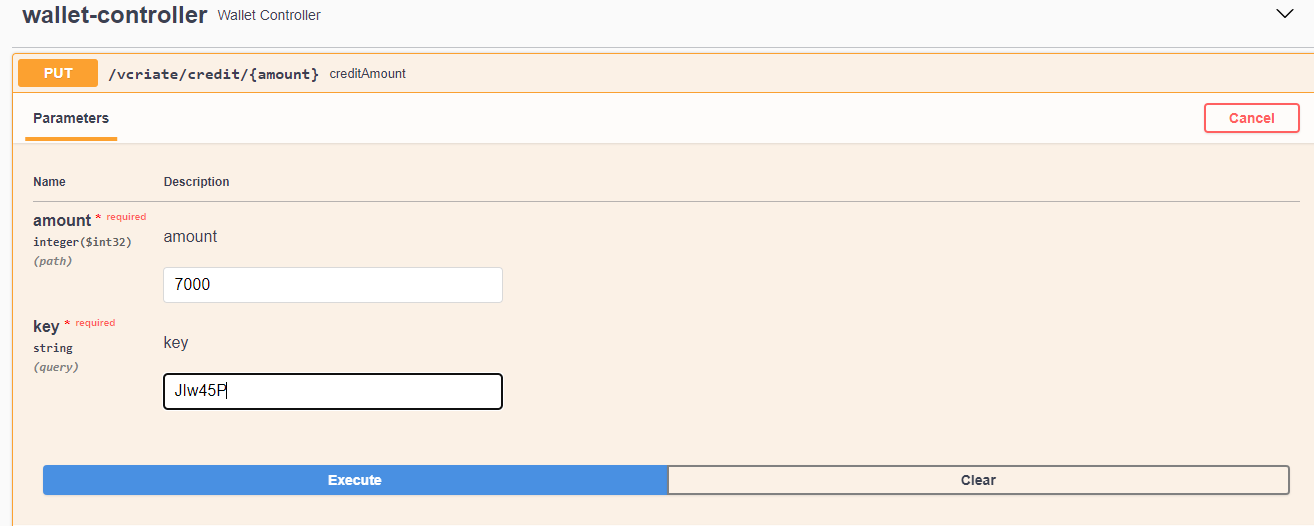 wallet-controller Wallet Controller
PUT /vcriate/credit/{amount} creditAmount
Parameters Cancel
Name Description
amount * required
integer($int32)
(path)
amount
7000
key * required
string
(query)
key
JIw45P
Execute Clear